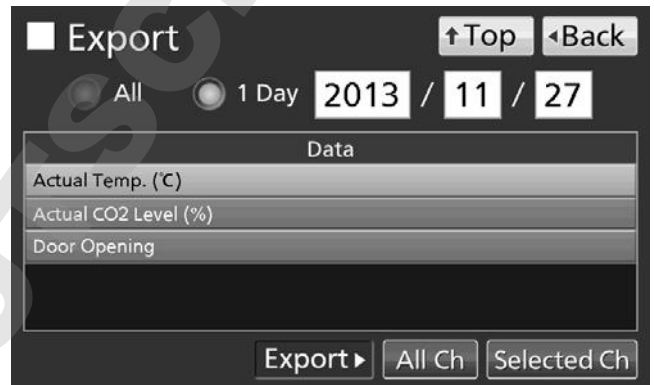 Export
↑Top
◂Back
All
1 Day 2013 / 11 / 27
Data
Actual Temp. (℃)
Actual CO2 Level (%)
Door Opening
Export▸ All Ch Selected Ch